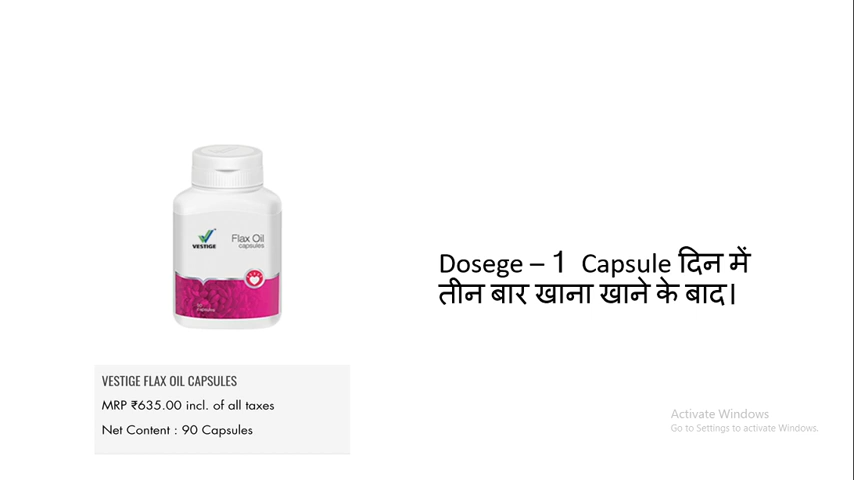 VESTIGE
Flax Oil
capsules
Dosege – 1 Capsule दिन में
तीन बार खाना खाने के बाद।
VESTIGE FLAX OIL CAPSULES
MRP ₹635.00 incl. of all taxes
Net Content : 90 Capsules
Activate Windows
Go to Settings to activate Windows.